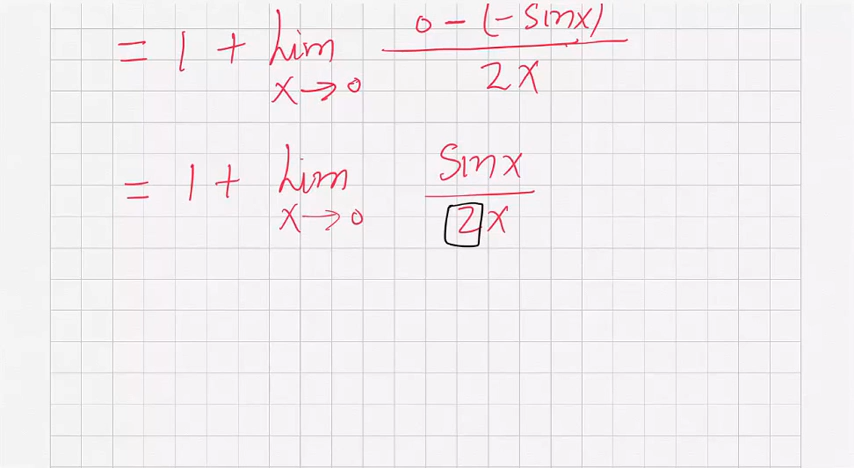 = 1 + lim x→0 0 - (-sinx) / 2x
= 1 + lim x→0 sinx / 2x